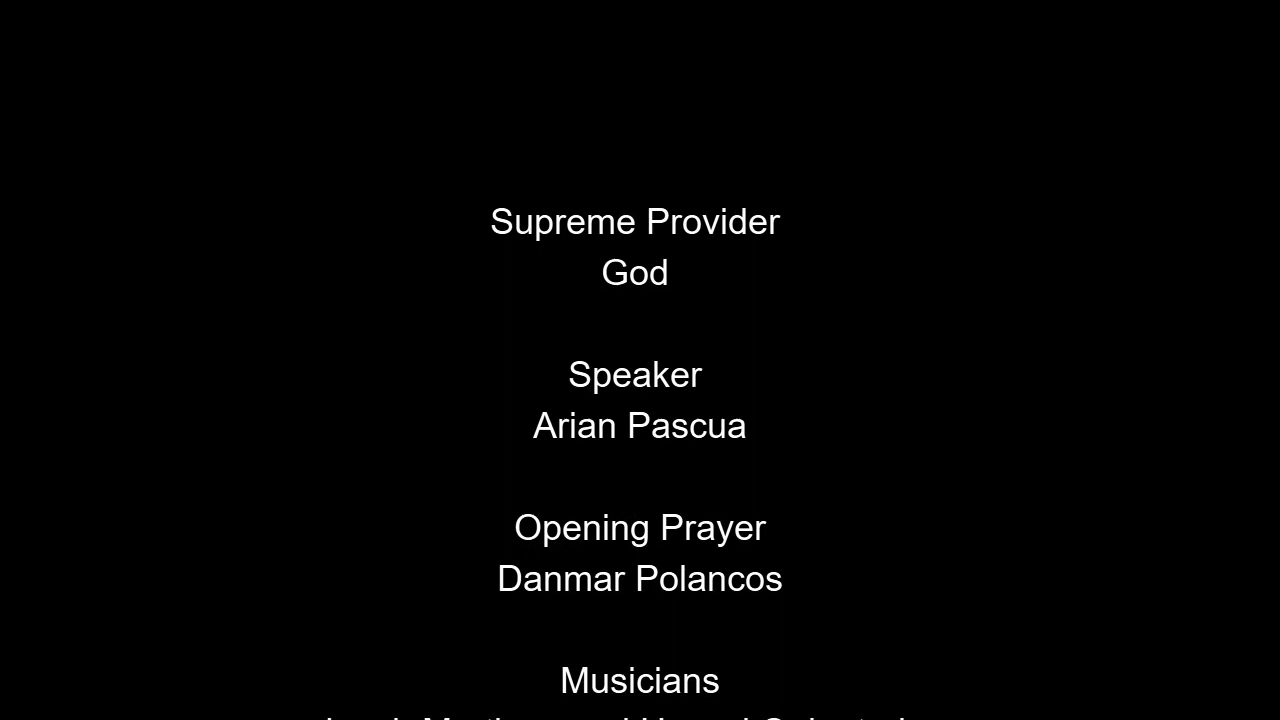 Supreme Provider
God
Speaker
Arian Pascua
Opening Prayer
Danmar Polancos
Musicians